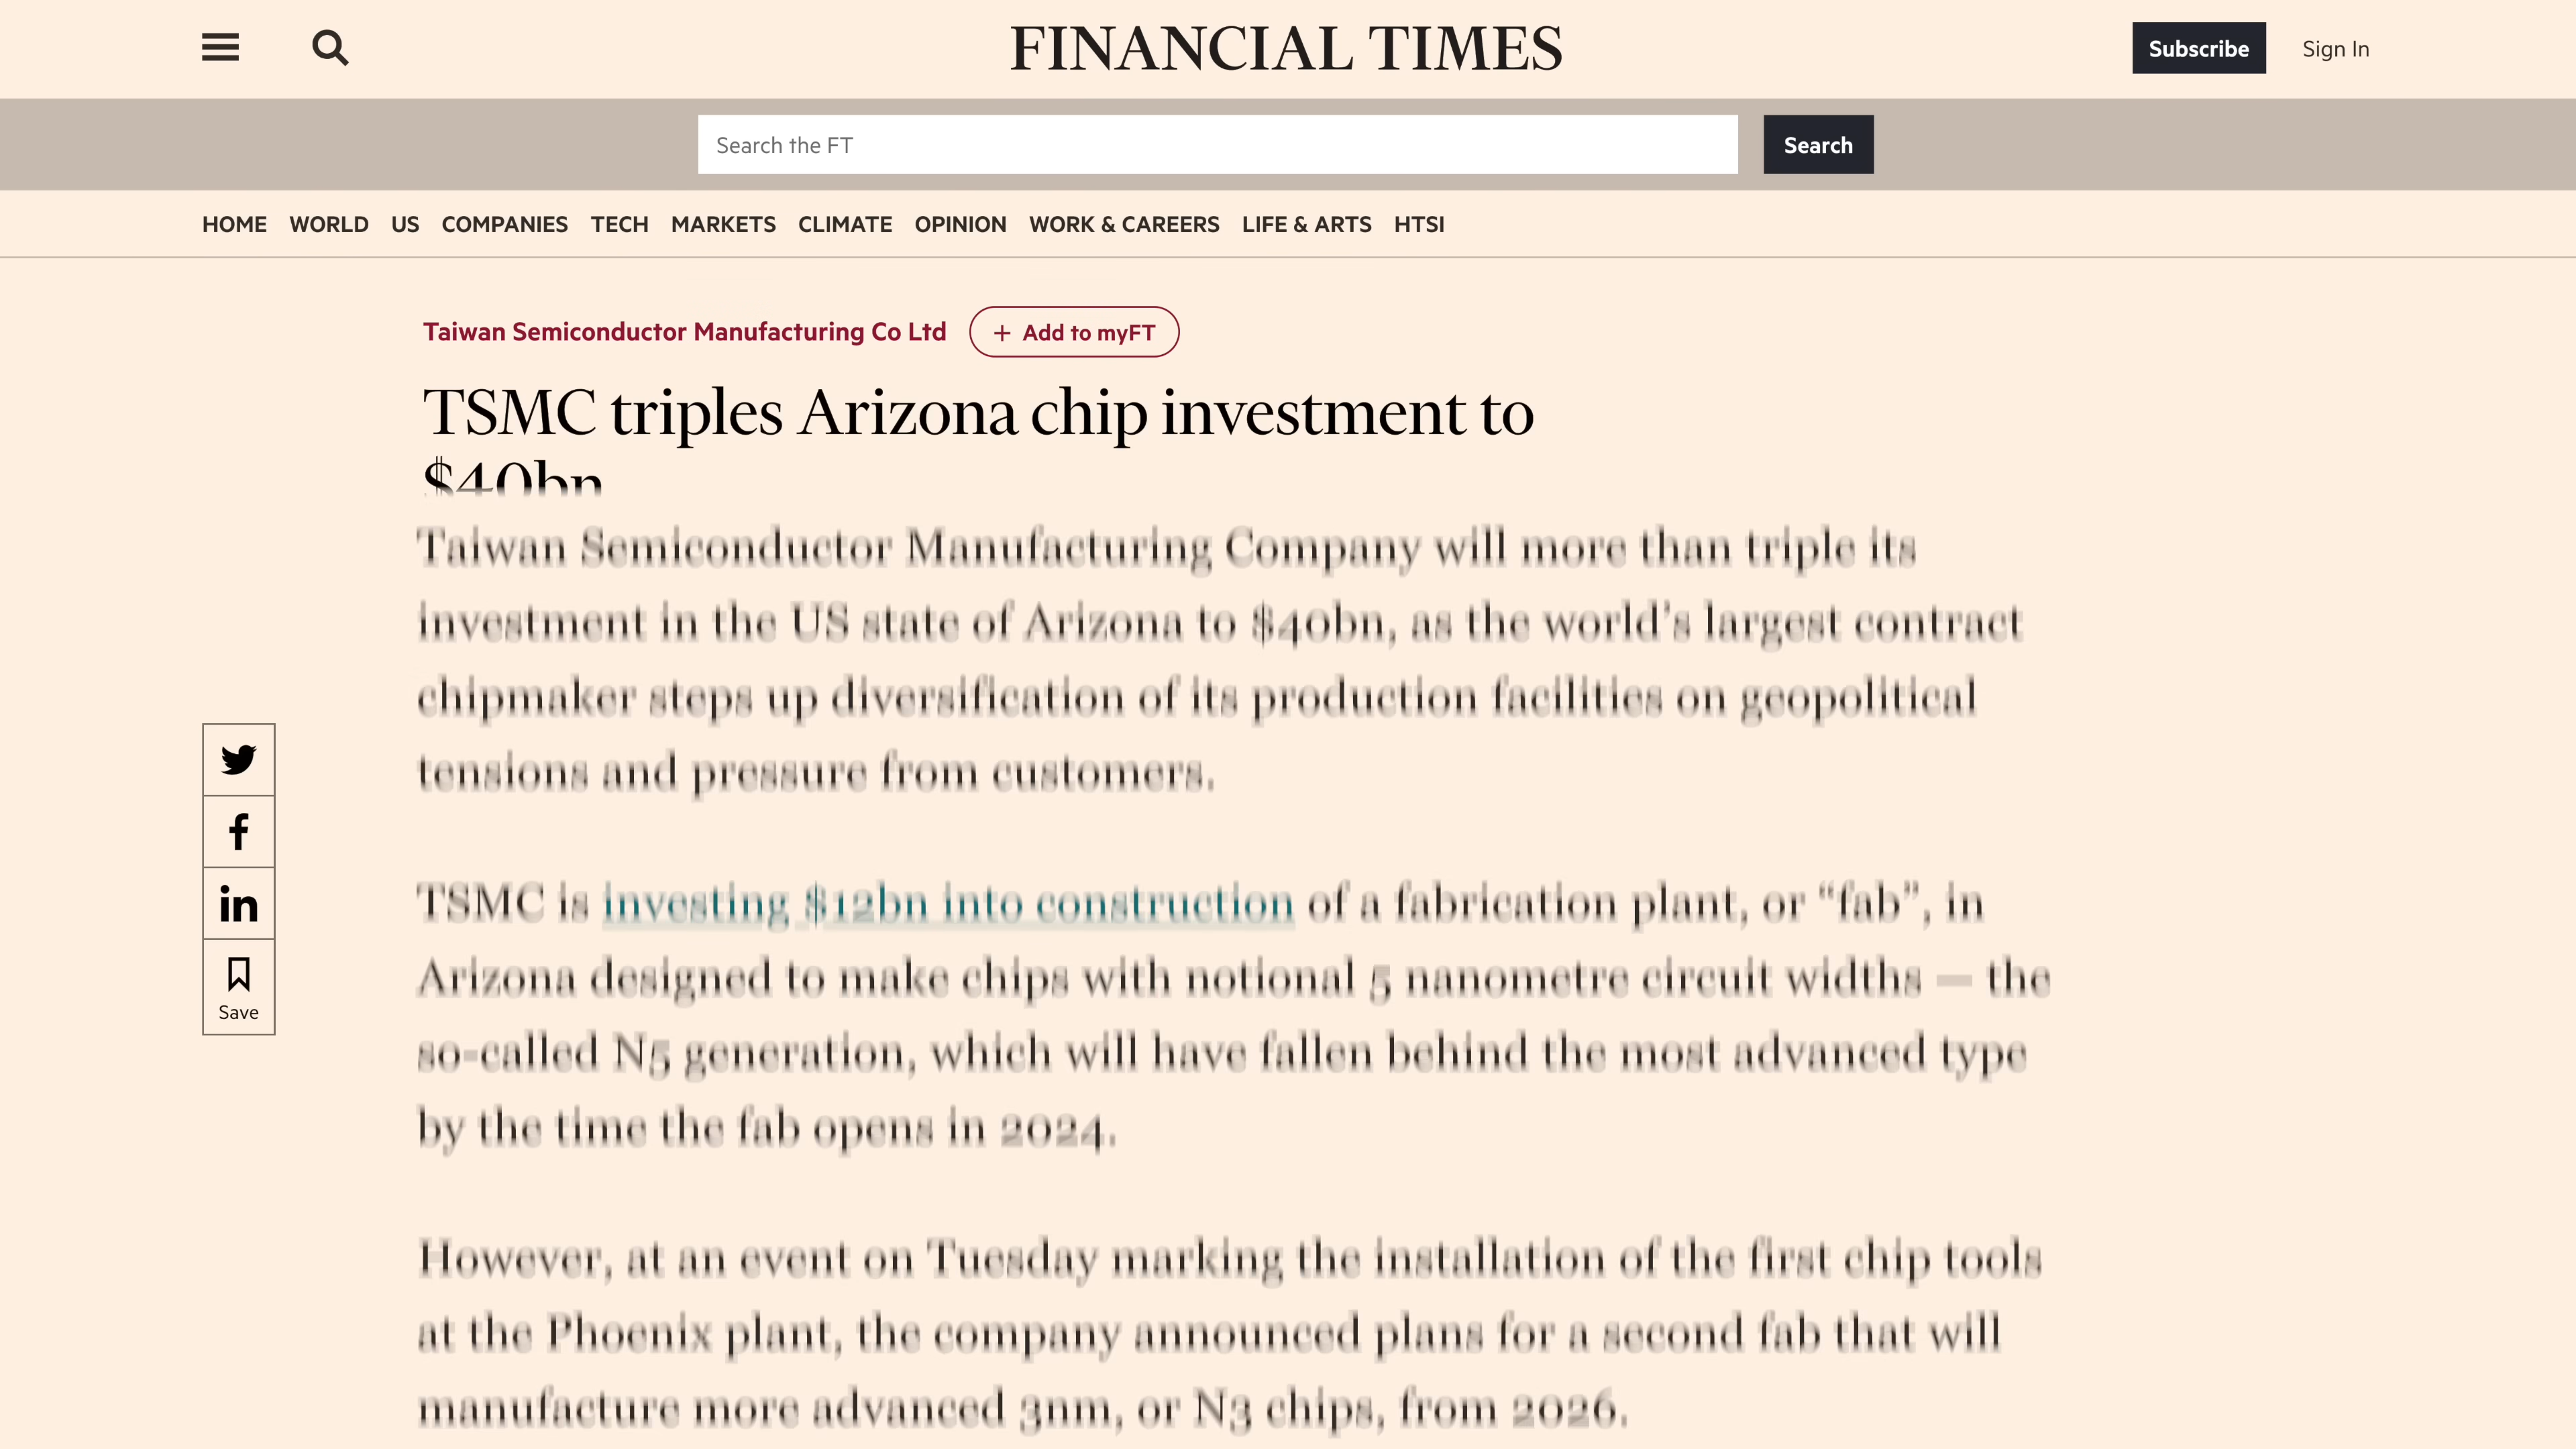 FINANCIAL TIMES
Subscribe
Sign In
Search the FT
Search
HOME WORLD US COMPANIES TECH MARKETS CLIMATE OPINION WORK & CAREERS LIFE & ARTS HTSI
Taiwan Semiconductor Manufacturing Co Ltd
+ Add to myFT
TSMC triples Arizona chip investment to
$40bn
Taiwan Semiconductor Manufacturing Company will more than triple its
investment in the US state of Arizona to $40bn, as the world’s largest contract
chipmaker steps up diversification of its production facilities on geopolitical
tensions and pressure from customers.
TSMC is investing $12bn into construction of a fabrication plant, or “fab”, in
Arizona designed to make chips with notional 5 nanometre circuit widths — the
so-called N5 generation, which will have fallen behind the most advanced type
by the time the fab opens in 2024.
However, at an event on Tuesday marking the installation of the first chip tools
at the Phoenix plant, the company announced plans for a second fab that will
manufacture more advanced 3nm, or N3 chips, from 2026.
f
in
Save